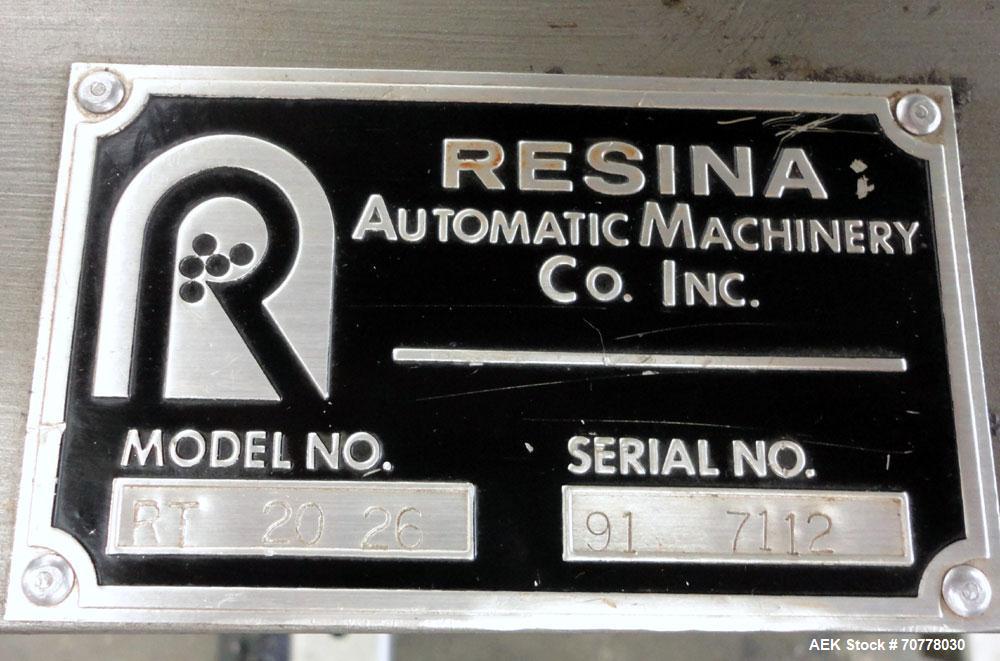 R
RESINA
AUTOMATIC MACHINERY
CO. INC.
MODEL NO. SERIAL NO.
RT 20 26 91 7112
AEK Stock # 70778030